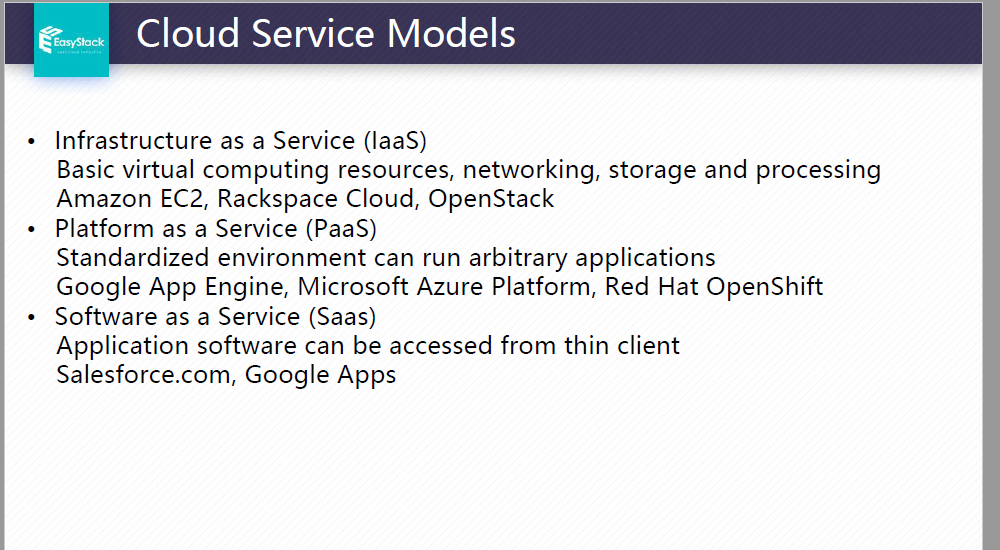 EasyStack
Cloud Service Models
• Infrastructure as a Service (IaaS)
Basic virtual computing resources, networking, storage and processing
Amazon EC2, Rackspace Cloud, OpenStack
• Platform as a Service (PaaS)
Standardized environment can run arbitrary applications
Google App Engine, Microsoft Azure Platform, Red Hat OpenShift
• Software as a Service (Saas)
Application software can be accessed from thin client
Salesforce.com, Google Apps